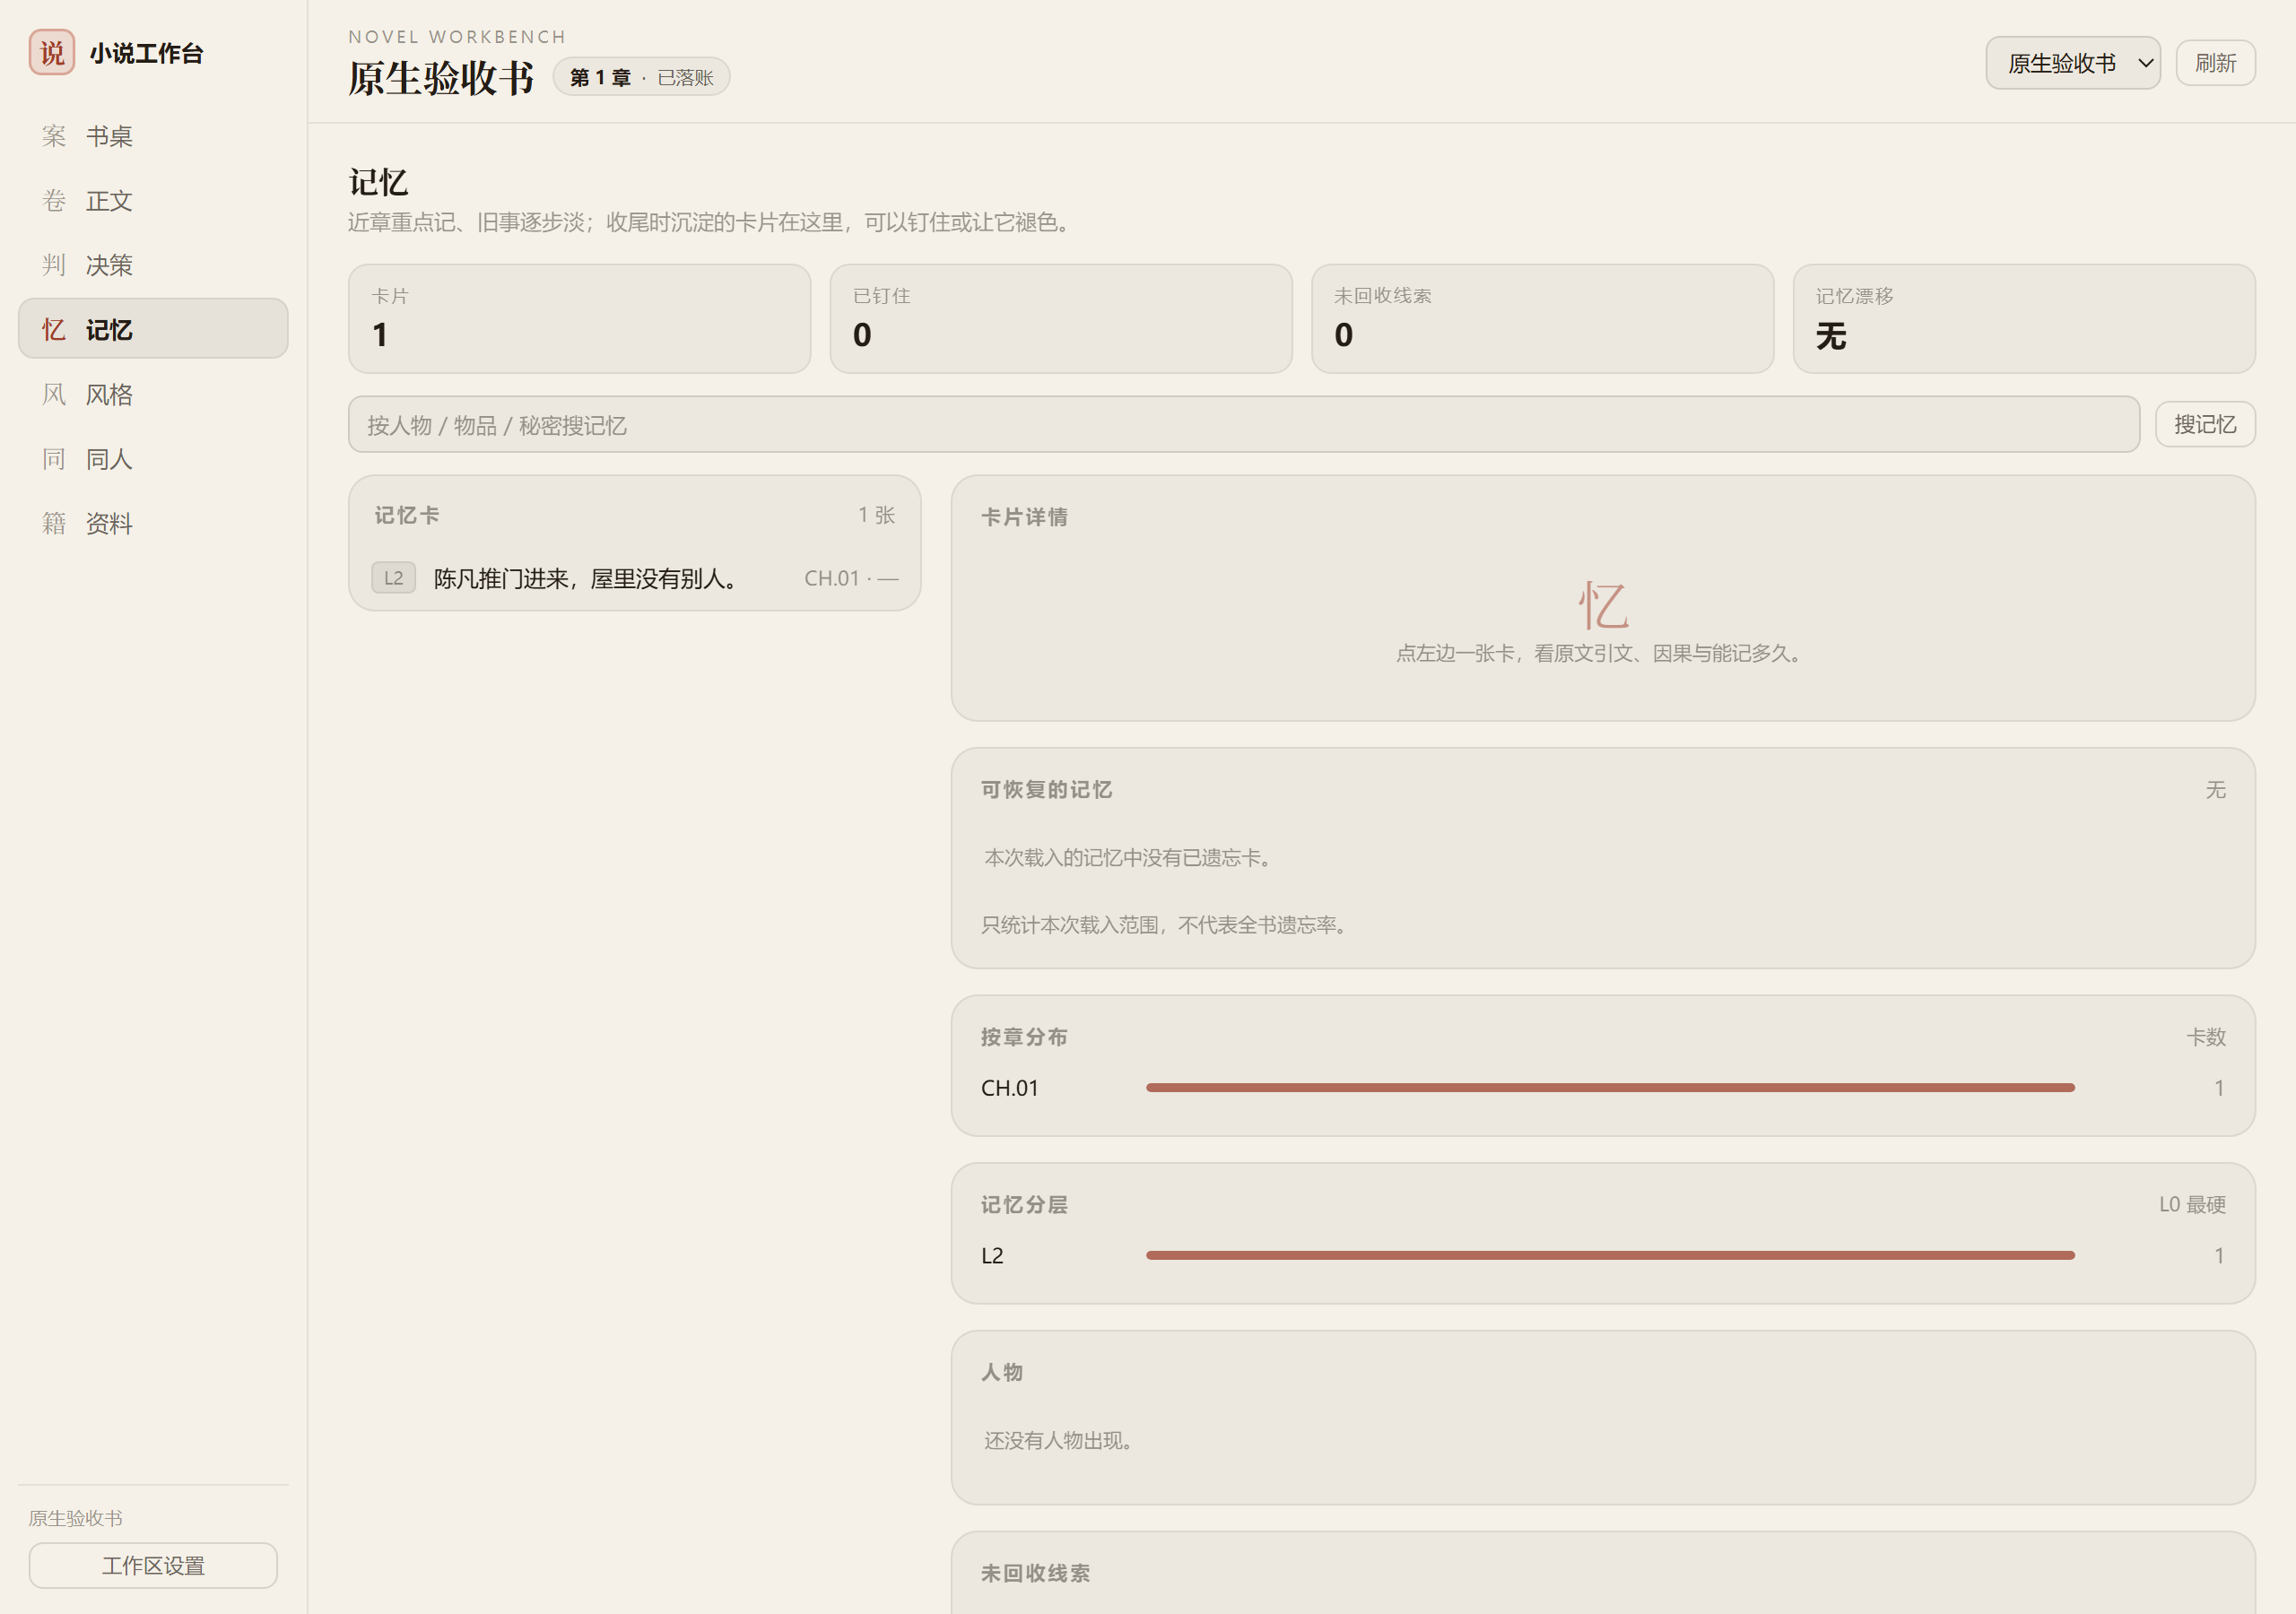 说 小说工作台
案 书桌
卷 正文
判 决策
忆 记忆
风 风格
同 同人
籍 资料
原生验收书
工作区设置
NOVEL WORKBENCH
原生验收书 第 1 章 · 已落账
原生验收书 刷新
记忆
近章重点记、旧事逐步淡；收尾时沉淀的卡片在这里，可以钉住或让它褪色。
卡片
1
已钉住
0
未回收线索
0
记忆漂移
无
按人物 / 物品 / 秘密搜记忆 搜记忆
记忆卡 1 张
L2 陈凡推门进来，屋里没有别人。 CH.01 · —
卡片详情
忆
点左边一张卡，看原文引文、因果与能记多久。
可恢复的记忆 无
本次载入的记忆中没有已遗忘卡。
只统计本次载入范围，不代表全书遗忘率。
按章分布 卡数
CH.01 1
记忆分层 L0 最硬
L2 1
人物
还没有人物出现。
未回收线索